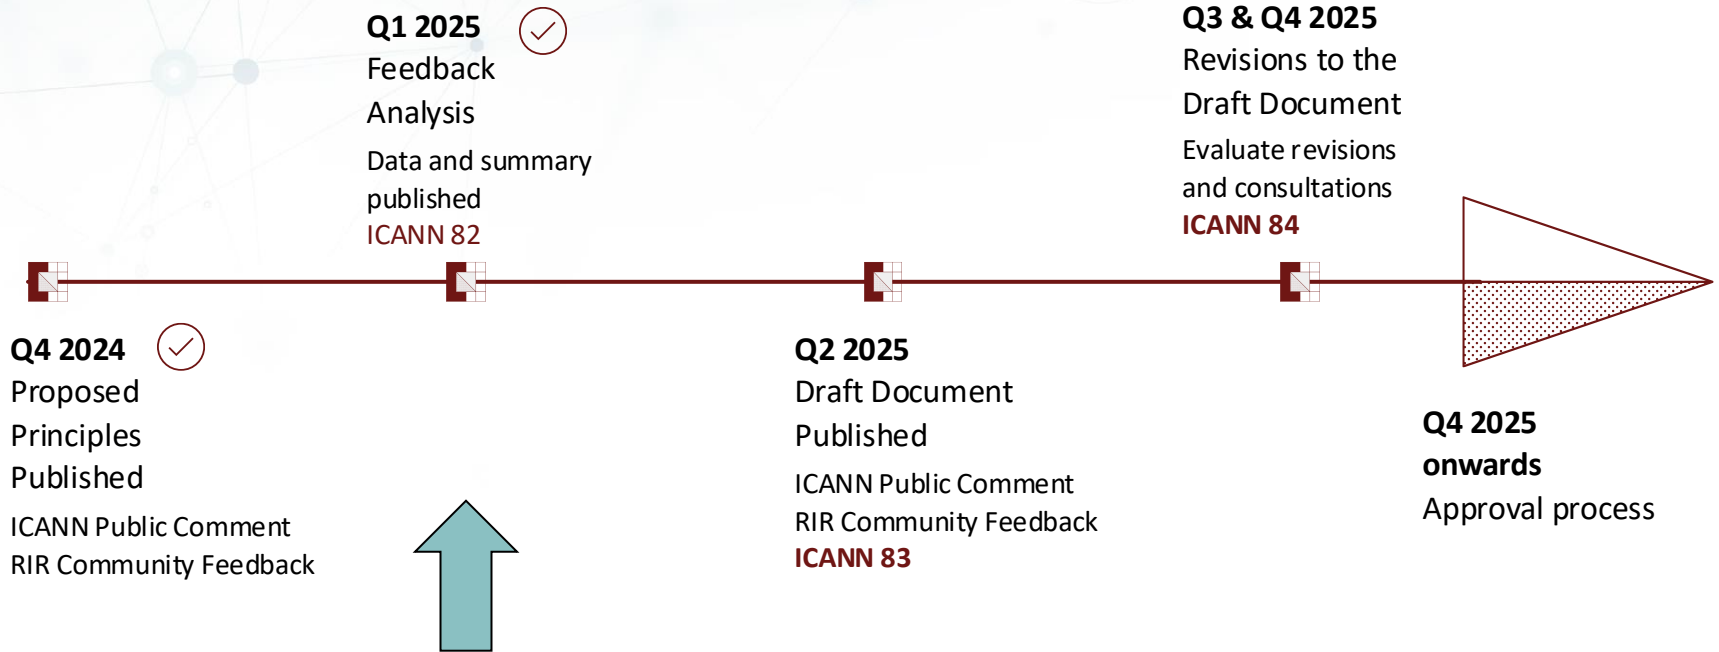 Q4 2024
Proposed
Principles
Published
ICANN Public Comment
RIR Community Feedback
Q1 2025
Feedback
Analysis
Data and summary
published
ICANN 82
Q2 2025
Draft Document
Published
ICANN Public Comment
RIR Community Feedback
ICANN 83
Q3 & Q4 2025
Revisions to the
Draft Document
Evaluate revisions
and consultations
ICANN 84
Q4 2025
onwards
Approval process